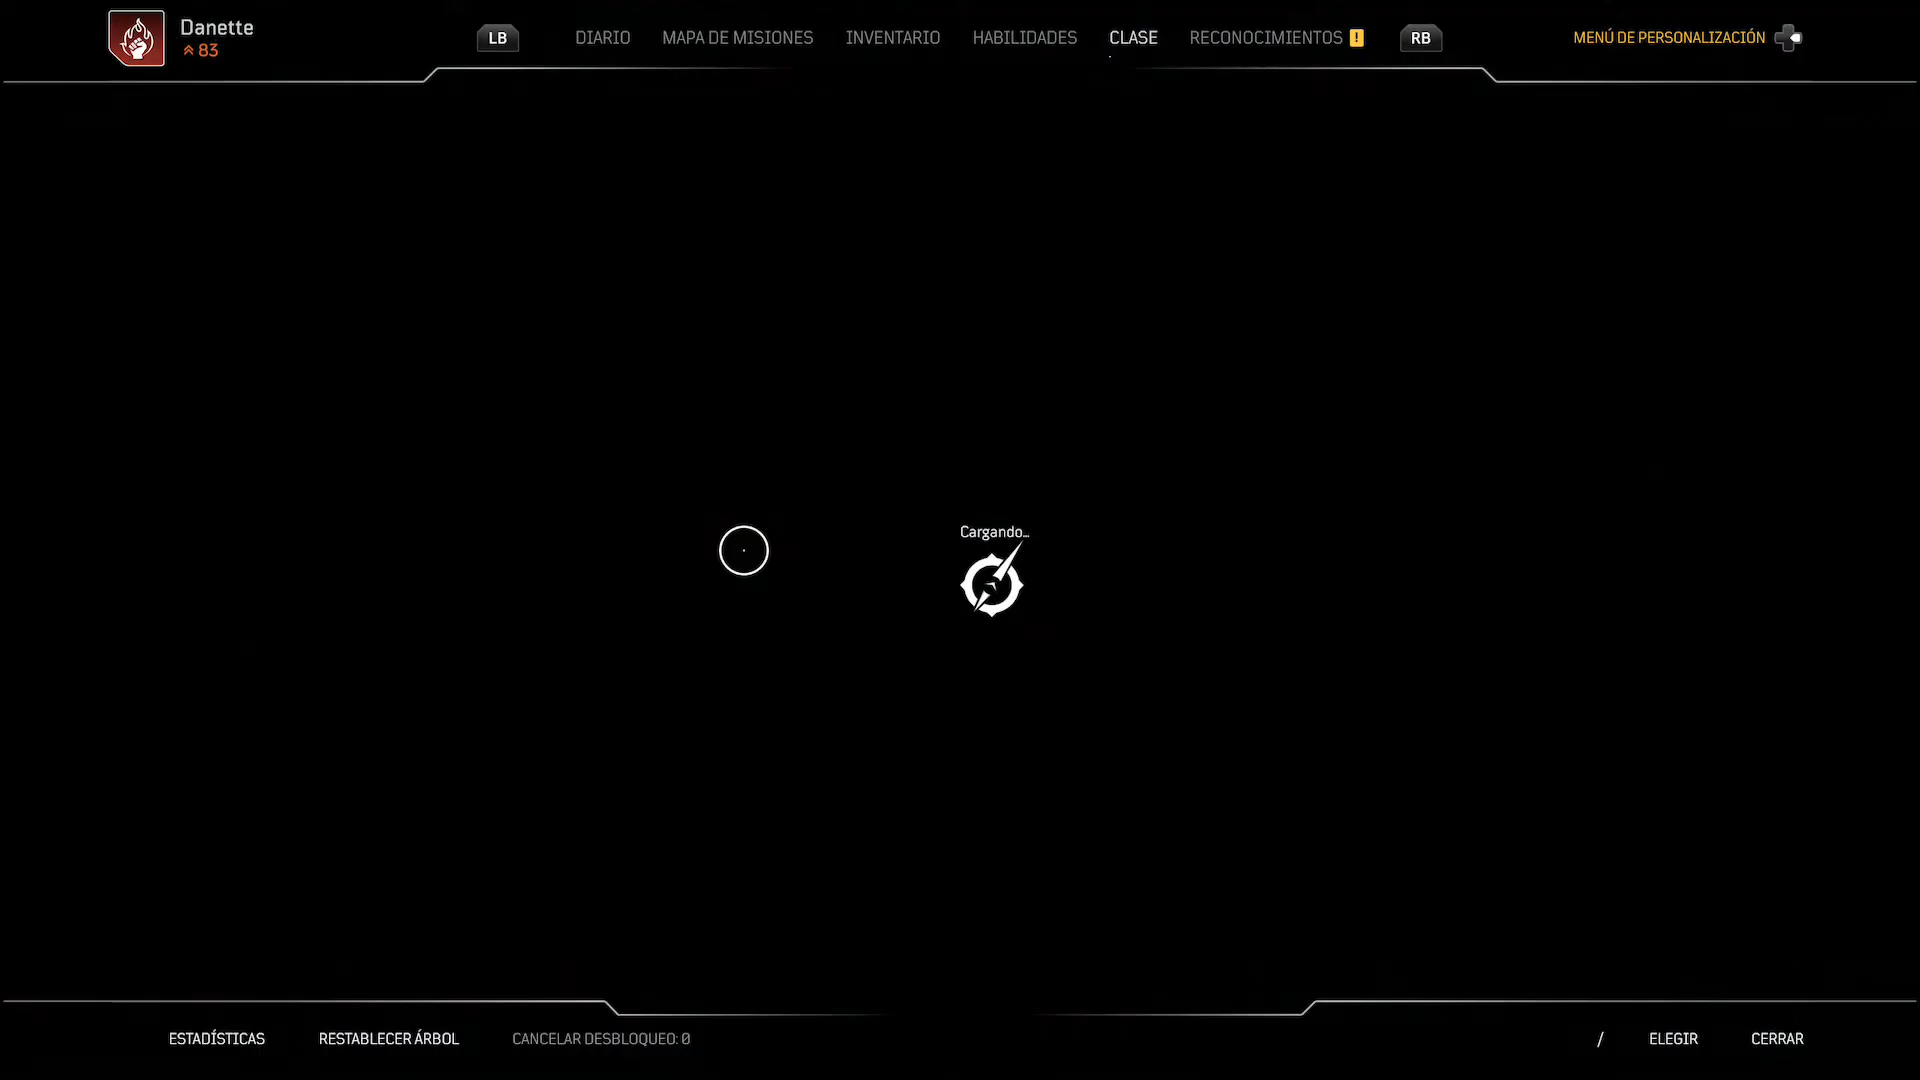 Danette
83
LB
DIARIO
MAPA DE MISIONES
INVENTARIO
HABILIDADES
CLASE
RECONOCIMIENTOS !
RB
MENÚ DE PERSONALIZACIÓN
Cargando...
ESTADÍSTICAS
RESTABLECER ÁRBOL
CANCELAR DESBLOQUEO: 0
/
ELEGIR
CERRAR